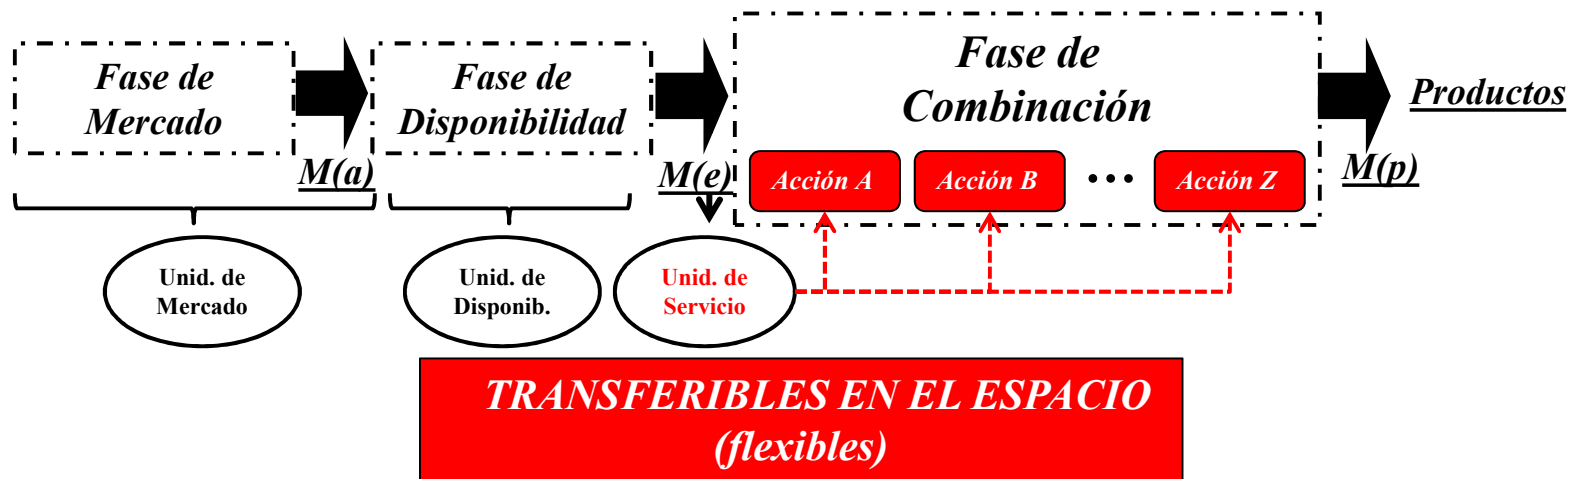 Fase de
Mercado
M(a)
Fase de
Disponibilidad
M(e)
Fase de
Combinación
Acción A
Acción B
...
Acción Z
M(p)
Productos
Unid. de
Mercado
Unid. de
Disponib.
Unid. de
Servicio
TRANSFERIBLES EN EL ESPACIO
(flexibles)